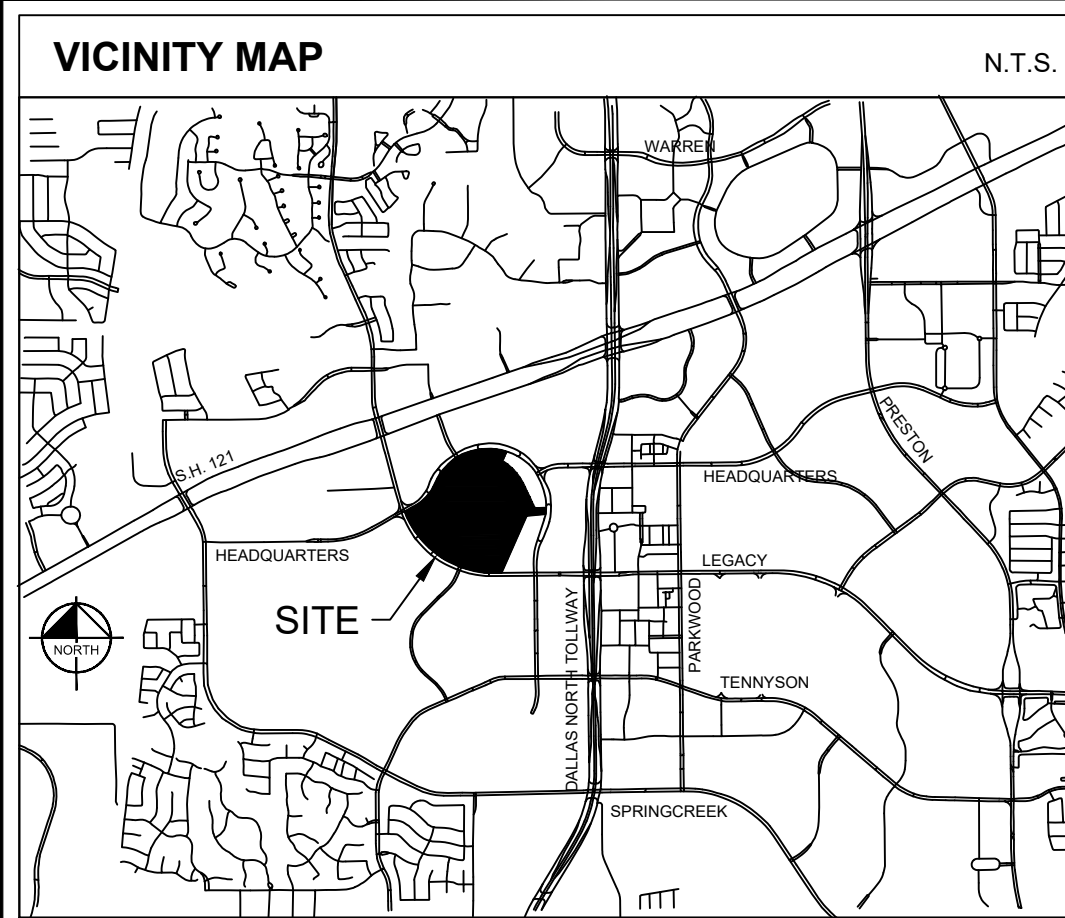 VICINITY MAP
N.T.S.
WARREN
PRESTON
S.H. 121
HEADQUARTERS
HEADQUARTERS
LEGACY
SITE
NORTH
PARKWOOD
DALLAS NORTH TOLLWAY
TENNYSON
SPRINGCREEK